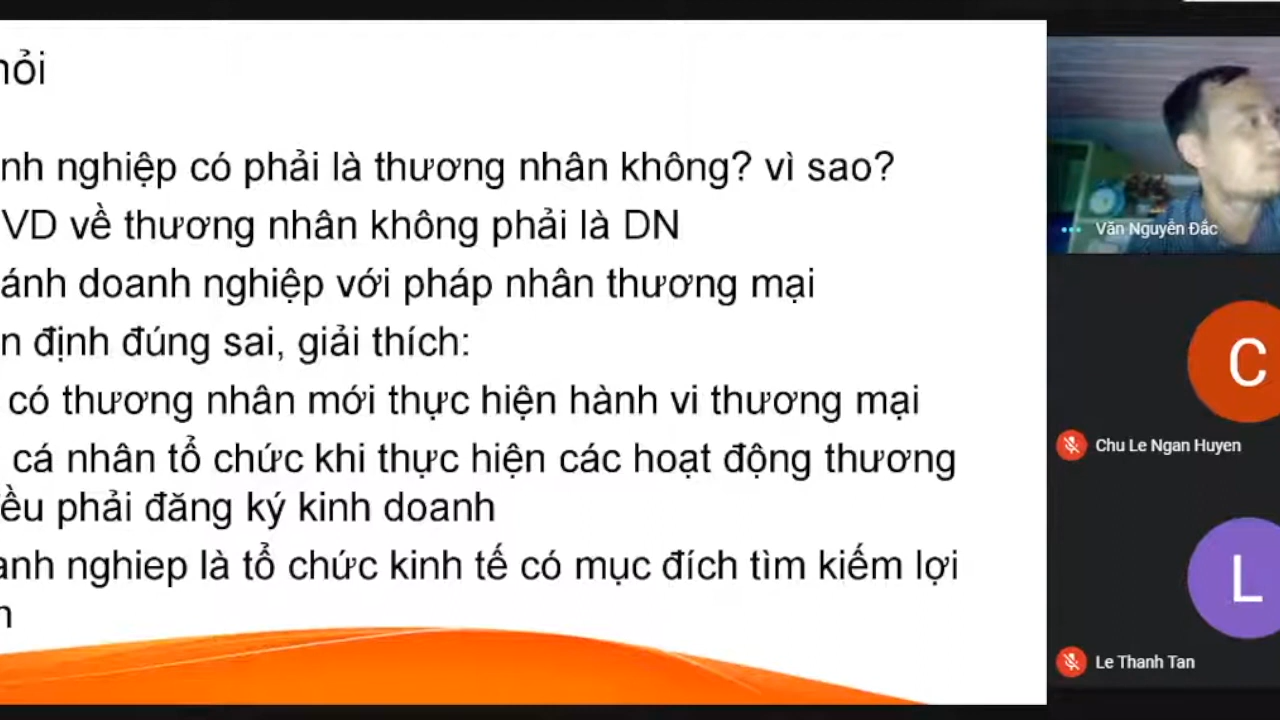 hỏi
nh nghiệp có phải là thương nhân không? vì sao?
VD về thương nhân không phải là DN
ánh doanh nghiệp với pháp nhân thương mại
n định đúng sai, giải thích:
có thương nhân mới thực hiện hành vi thương mại
cá nhân tổ chức khi thực hiện các hoạt động thương
ều phải đăng ký kinh doanh
anh nghiep là tổ chức kinh tế có mục đích tìm kiếm lợi
n
Văn Nguyễn Đắc
C
Chu Le Ngan Huyen
L
Le Thanh Tan